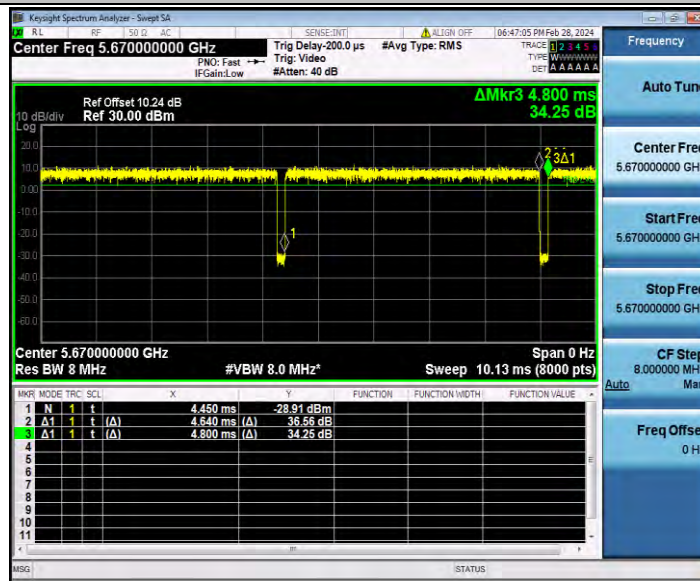 Keysight Spectrum Analyzer - Swept SA
RL RF 50 Ω AC SENSE:INT ALIGN OFF 06:47:05 PM Feb 28, 2024
Center Freq 5.670000000 GHz
PNO: Fast
IFGain:Low
Trig Delay-200.0 µs
Trig: Video
#Atten: 40 dB
#Avg Type: RMS
TRACE 1 2 3 4 5 6
TYPE W
DET A A A A A A
ΔMkr3 4.800 ms
34.25 dB
Ref Offset 10.24 dB
10 dB/div Ref 30.00 dBm
Log
20.0
10.0
0.00
-10.0
-20.0
-30.0
-40.0
-50.0
-60.0
1
2
3Δ1
Center 5.670000000 GHz Span 0 Hz
Res BW 8 MHz #VBW 8.0 MHz* Sweep 10.13 ms (8000 pts)
MKR MODE TRC SCL X Y FUNCTION FUNCTION WIDTH FUNCTION VALUE
1 N 1 t 4.450 ms -28.91 dBm
2 Δ1 1 t (Δ) 4.640 ms (Δ) 36.56 dB
3 Δ1 1 t (Δ) 4.800 ms (Δ) 34.25 dB
4
5
6
7
8
9
10
11
MSG STATUS
Frequency
Auto Tun
Center Fre
5.670000000 GH
Start Fre
5.670000000 GH
Stop Fre
5.670000000 GH
CF Ste
8.000000 MH
Auto Ma
Freq Offse
0 H